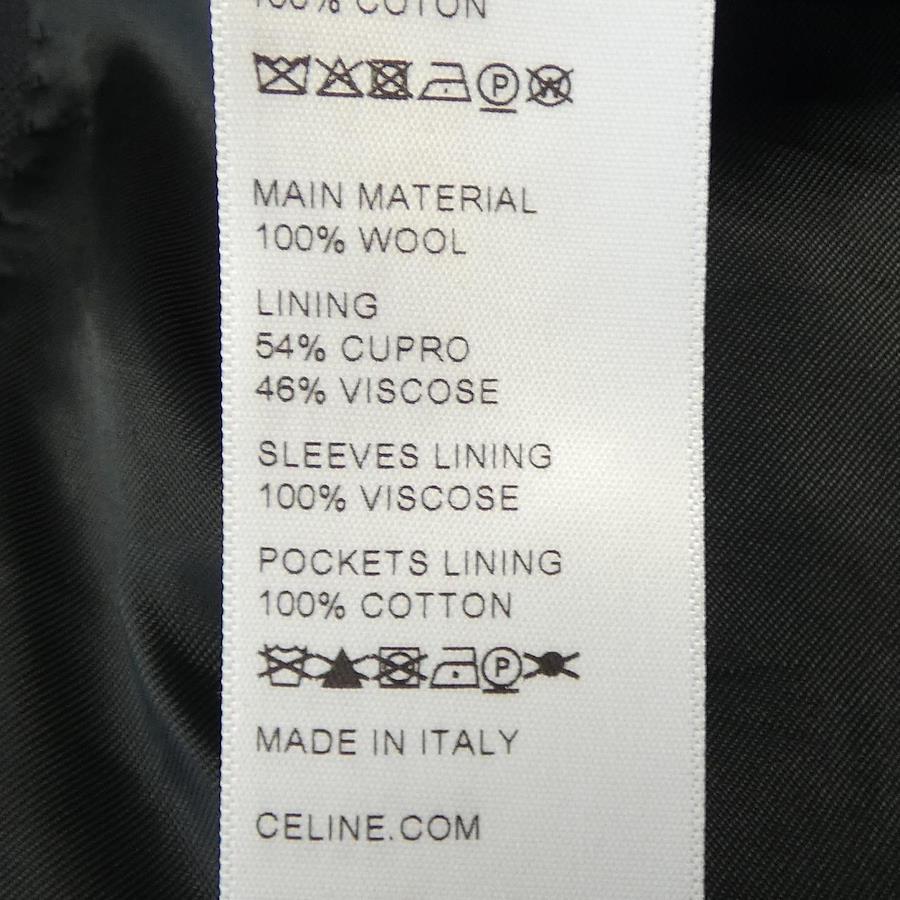 100% COTON
MAIN MATERIAL
100% WOOL
LINING
54% CUPRO
46% VISCOSE
SLEEVES LINING
100% VISCOSE
POCKETS LINING
100% COTTON
MADE IN ITALY
CELINE.COM